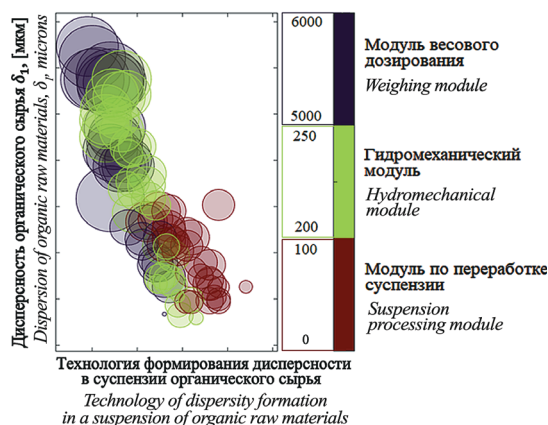 Дисперсность органического сырья δ1, [мкм]
Dispersion of organic raw materials, δi, microns
6000
5000
250
200
100
0
Модуль весового
дозирования
Weighing module
Гидромеханический
модуль
Hydromechanical
module
Модуль по переработке
суспензии
Suspension
processing module
Технология формирования дисперсности
в суспензии органического сырья
Technology of dispersity formation
in a suspension of organic raw materials